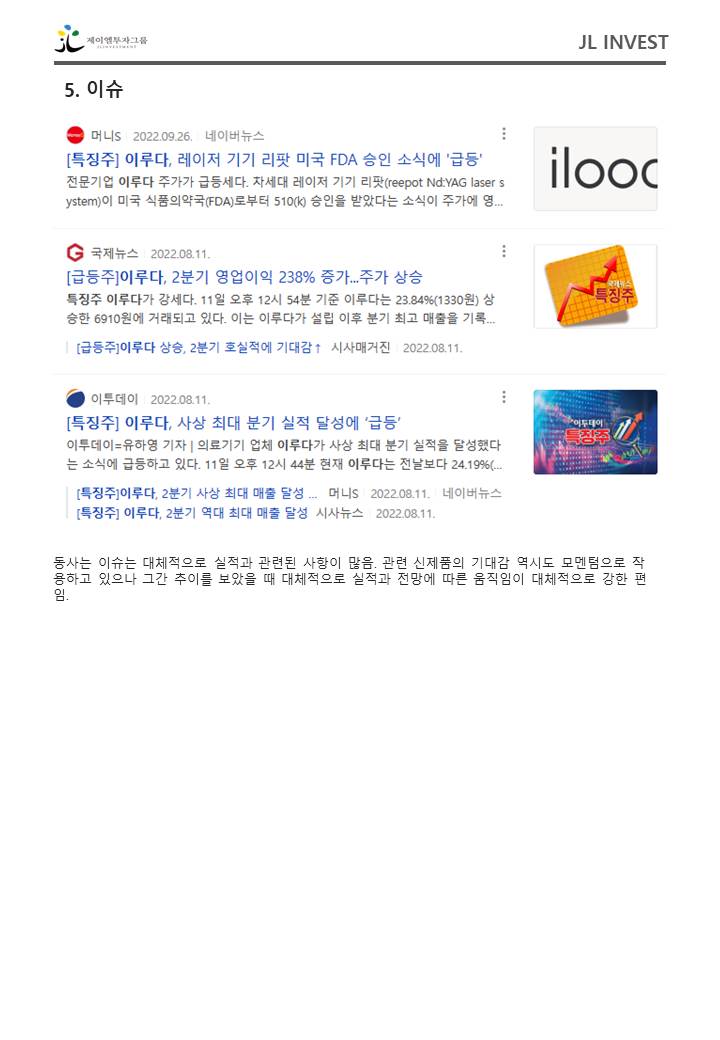 제이엘투자그룹
JLINVESTMENT
JL INVEST
5. 이슈
MoneyS 머니S 2022.09.26. 네이버뉴스
[특징주] 이루다, 레이저 기기 리팟 미국 FDA 승인 소식에 '급등'
전문기업 이루다 주가가 급등세다. 차세대 레이저 기기 리팟(reepot Nd:YAG laser s
ystem)이 미국 식품의약국(FDA)로부터 510(k) 승인을 받았다는 소식이 주가에 영...
국제뉴스 2022.08.11.
[급등주]이루다, 2분기 영업이익 238% 증가...주가 상승
특징주 이루다가 강세다. 11일 오후 12시 54분 기준 이루다는 23.84%(1330원) 상
승한 6910원에 거래되고 있다. 이는 이루다가 설립 이후 분기 최고 매출을 기록...
국제뉴스
특징주
[급등주]이루다 상승, 2분기 호실적에 기대감↑ 시사매거진 2022.08.11.
이투데이 2022.08.11.
[특징주] 이루다, 사상 최대 분기 실적 달성에 ‘급등’
이투데이=유하영 기자 | 의료기기 업체 이루다가 사상 최대 분기 실적을 달성했다
는 소식에 급등하고 있다. 11일 오후 12시 44분 현재 이루다는 전날보다 24.19%(...
이투데이
특징주
[특징주]이루다, 2분기 사상 최대 매출 달성 ... 머니S 2022.08.11. 네이버뉴스
[특징주] 이루다, 2분기 역대 최대 매출 달성 시사뉴스 2022.08.11.
동사는 이슈는 대체적으로 실적과 관련된 사항이 많음. 관련 신제품의 기대감 역시도 모멘텀으로 작
용하고 있으나 그간 추이를 보았을 때 대체적으로 실적과 전망에 따른 움직임이 대체적으로 강한 편
임.